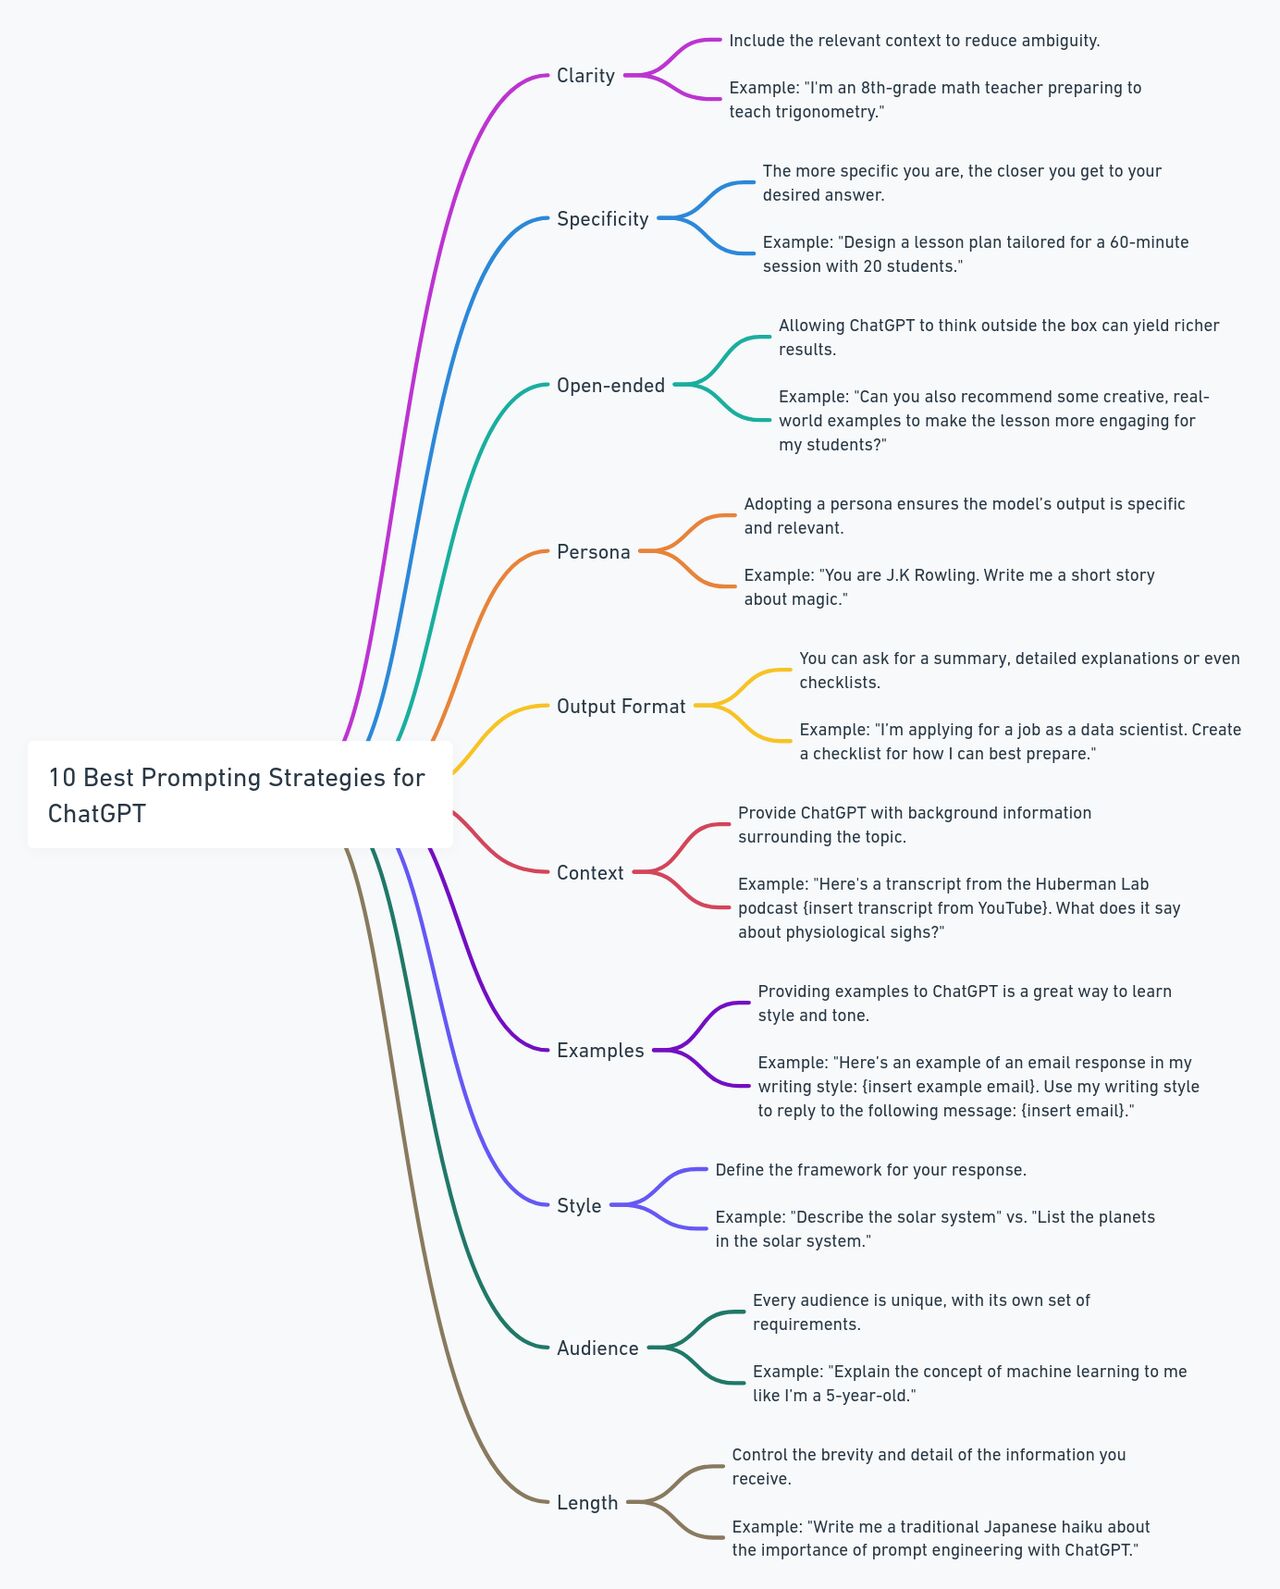 10 Best Prompting Strategies for
ChatGPT
Clarity
Include the relevant context to reduce ambiguity.
Example: "I'm an 8th-grade math teacher preparing to
teach trigonometry."
Specificity
The more specific you are, the closer you get to your
desired answer.
Example: "Design a lesson plan tailored for a 60-minute
session with 20 students."
Open-ended
Allowing ChatGPT to think outside the box can yield richer
results.
Example: "Can you also recommend some creative, real-
world examples to make the lesson more engaging for
my students?"
Persona
Adopting a persona ensures the model's output is specific
and relevant.
Example: "You are J.K Rowling. Write me a short story
about magic."
Output Format
You can ask for a summary, detailed explanations or even
checklists.
Example: "I'm applying for a job as a data scientist. Create
a checklist for how I can best prepare."
Context
Provide ChatGPT with background information
surrounding the topic.
Example: "Here's a transcript from the Huberman Lab
podcast {insert transcript from YouTube}. What does it say
about physiological sighs?"
Examples
Providing examples to ChatGPT is a great way to learn
style and tone.
Example: "Here's an example of an email response in my
writing style: {insert example email}. Use my writing style
to reply to the following message: {insert email}."
Style
Define the framework for your response.
Example: "Describe the solar system" vs. "List the planets
in the solar system."
Audience
Every audience is unique, with its own set of
requirements.
Example: "Explain the concept of machine learning to me
like I'm a 5-year-old."
Length
Control the brevity and detail of the information you
receive.
Example: "Write me a traditional Japanese haiku about
the importance of prompt engineering with ChatGPT."